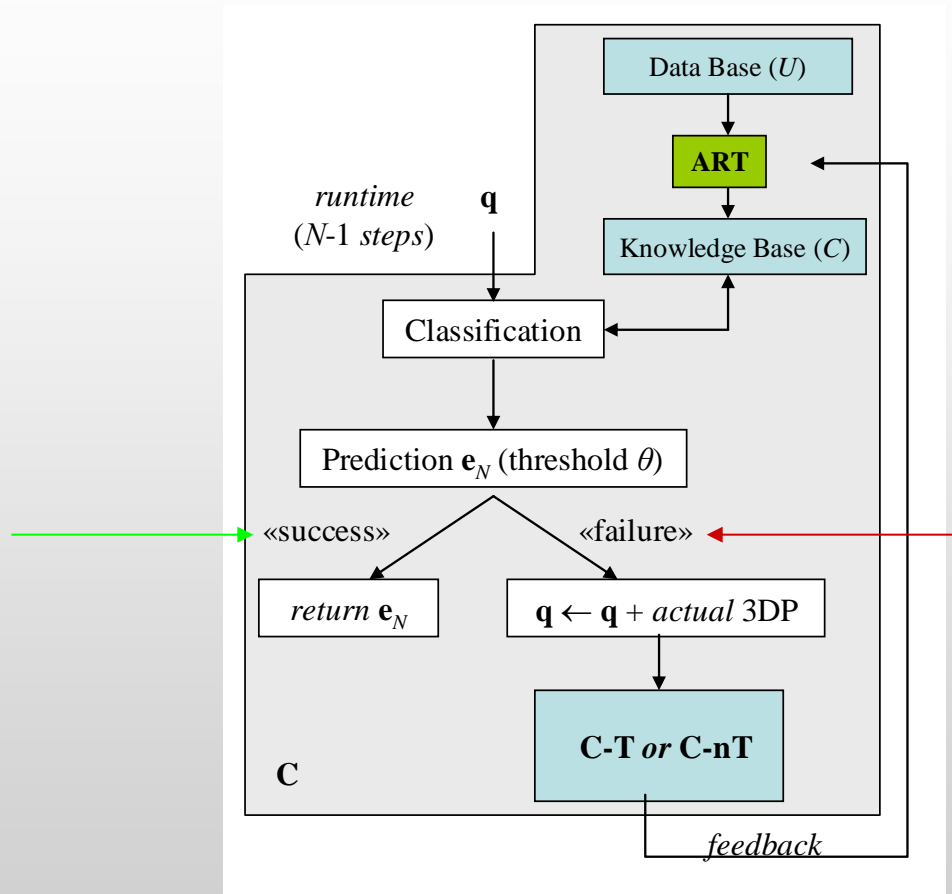 Data Base (U)
ART
runtime
(N-1 steps)
q
Knowledge Base (C)
Classification
Prediction e_N (threshold θ)
«success»
«failure»
return e_N
q ← q + actual 3DP
C-T or C-nT
C
feedback